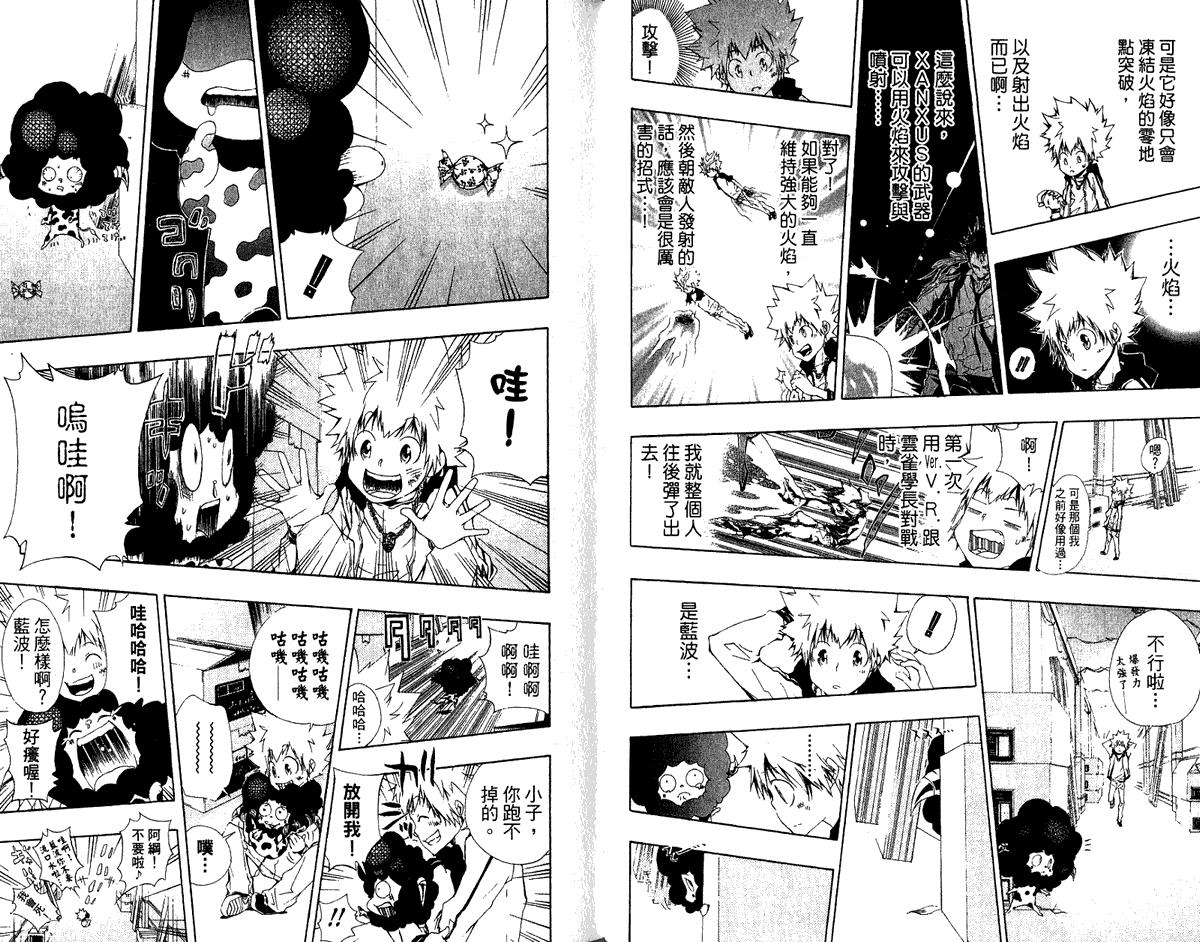 可是它好像只會
凍結火焰的零地
點突破，
以及射出火焰
而已啊…
…火焰…
!!
這麼說來，
XANXUS的武器
可以用火焰來攻擊與
噴射……
攻擊！
對了！
如果能夠一直
維持強大的火焰，
然後朝敵人發射的
話，應該會是很厲
害的招式…！
嗯？
可是那個我
之前好像用過…
啊！
第一次
用Ver.V.R.跟
雲雀學長對戰
時，
我就整個人
往後彈了出
去！
不行啦…
爆發力
太強了
！
是藍波…
!!
哇！
嗚哇啊！
哇啊啊
啊啊！
哈哈哈…
小子，
你跑不
掉的。
放開我！
!!
咕嘰咕嘰
咕嘰咕嘰
咕嘰
噗…
哇哈哈哈！
怎麼樣啊？
藍波！
好癢喔！
阿綱！
不要啦♪
哇啊！